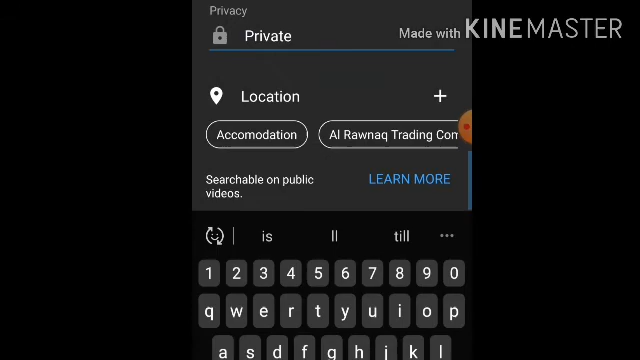 Privacy
Private
Made with
KINEMASTER
Location
Accomodation
Al Rawnaq Trading Com
Searchable on public
videos.
LEARN MORE
is
ll
till
1 2 3 4 5 6 7 8 9 0
q w e r t y u i o p
a s d f g h j k l